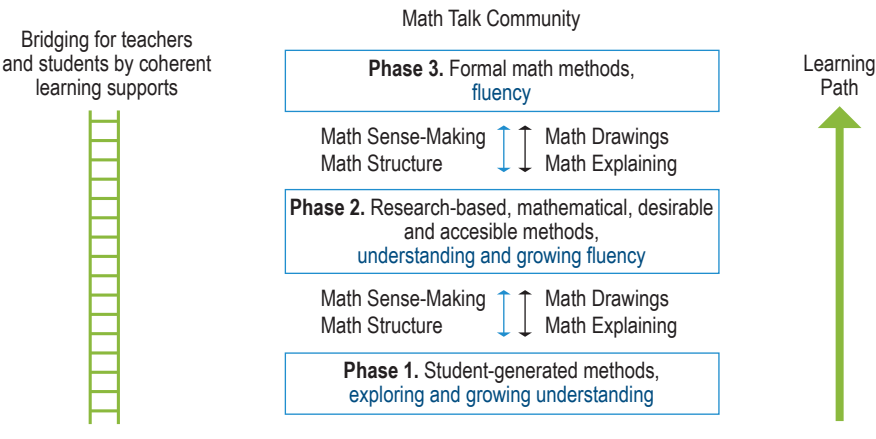 Math Talk Community
Bridging for teachers
and students by coherent
learning supports
Phase 3. Formal math methods,
fluency
Learning
Path
Math Sense-Making
Math Structure
Math Drawings
Math Explaining
Phase 2. Research-based, mathematical, desirable
and accesible methods,
understanding and growing fluency
Math Sense-Making
Math Structure
Math Drawings
Math Explaining
Phase 1. Student-generated methods,
exploring and growing understanding